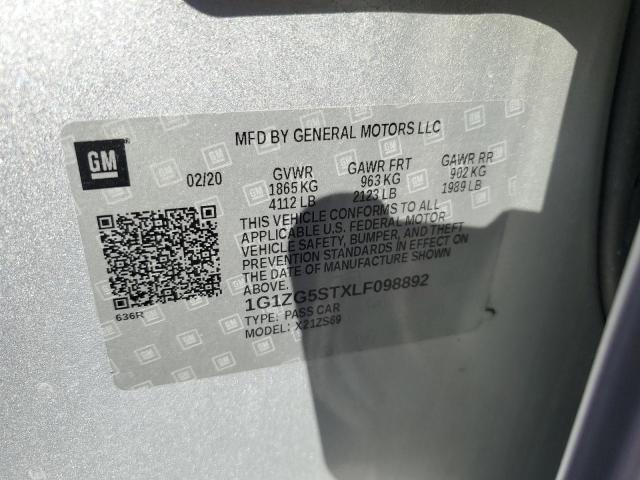 GM
MFD BY GENERAL MOTORS LLC
02/20 GVWR GAWR FRT GAWR RR
1865 KG 963 KG 902 KG
4112 LB 2123 LB 1989 LB
THIS VEHICLE CONFORMS TO ALL
APPLICABLE U.S. FEDERAL MOTOR
VEHICLE SAFETY, BUMPER, AND THEFT
PREVENTION STANDARDS IN EFFECT ON
THE DATE OF MANUFACTURE SHOWN
ABOVE.
1G1ZG5STXLF098892
TYPE: PASS CAR
MODEL: X21ZS69
636R